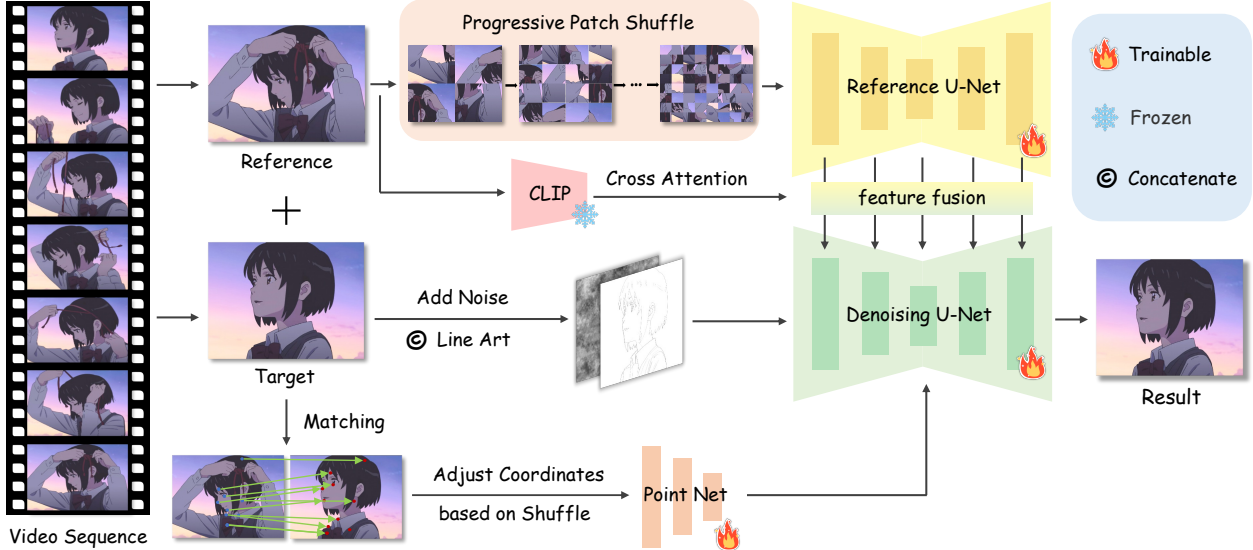 Progressive Patch Shuffle
Reference U-Net
Trainable
Frozen
© Concatenate
Reference
CLIP
Cross Attention
feature fusion
Add Noise
© Line Art
Denoising U-Net
Target
Result
Matching
Adjust Coordinates
based on Shuffle
Point Net
Video Sequence